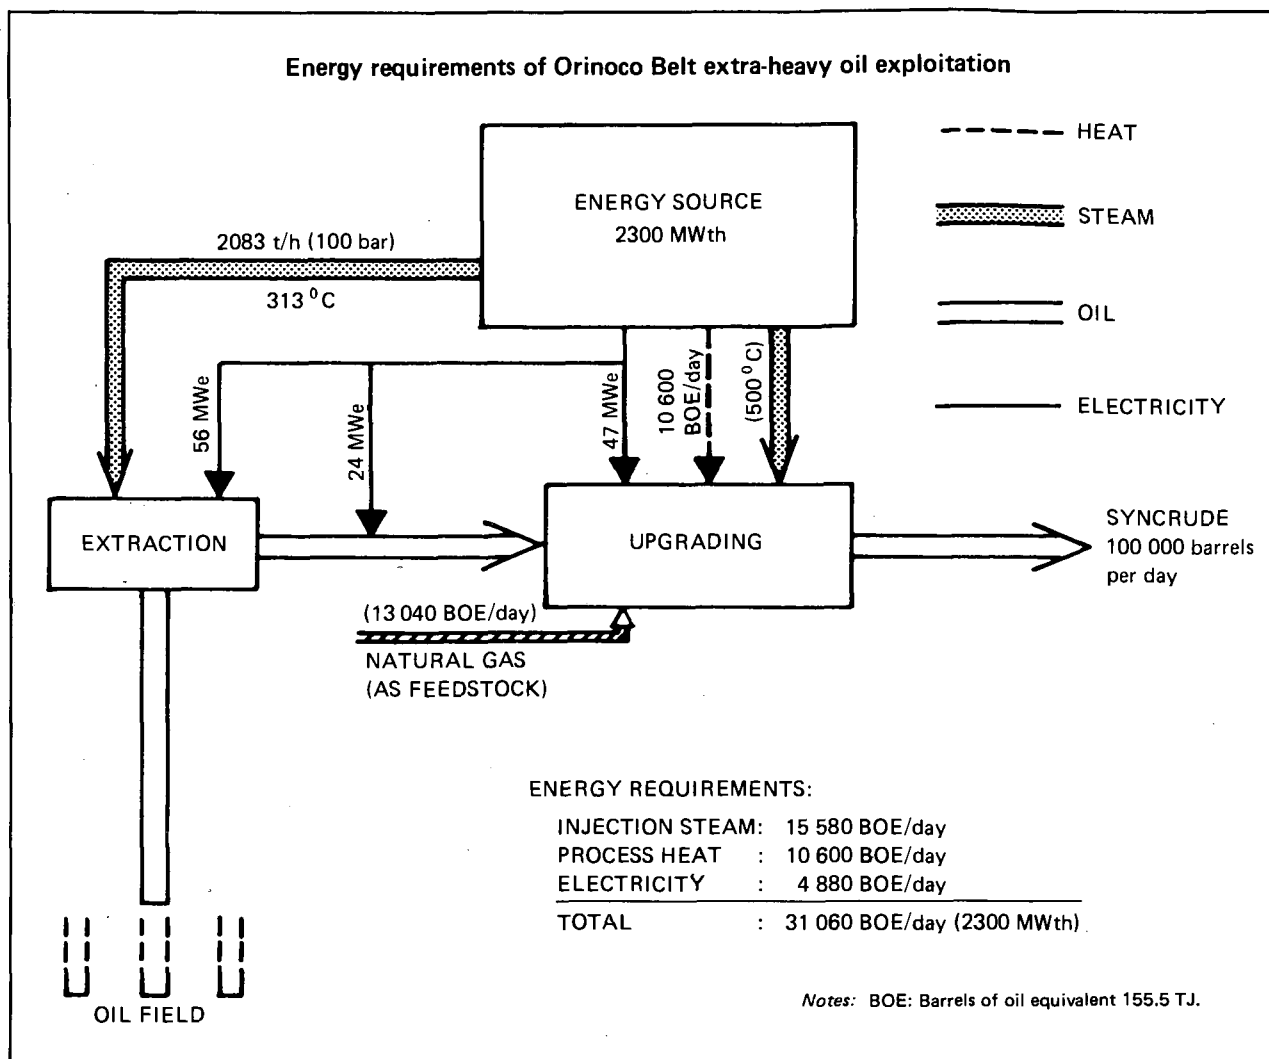 Energy requirements of Orinoco Belt extra-heavy oil exploitation
HEAT
STEAM
OIL
ELECTRICITY
ENERGY SOURCE
2300 MWth
2083 t/h (100 bar)
313 °C
56 MWe
24 MWe
47 MWe
10 600
BOE/day
(500°C)
EXTRACTION
UPGRADING
SYNCRUDE
100 000 barrels
per day
(13 040 BOE/day)
NATURAL GAS
(AS FEEDSTOCK)
ENERGY REQUIREMENTS:
INJECTION STEAM: 15 580 BOE/day
PROCESS HEAT : 10 600 BOE/day
ELECTRICITY : 4 880 BOE/day
TOTAL : 31 060 BOE/day (2300 MWth)
OIL FIELD
Notes: BOE: Barrels of oil equivalent 155.5 TJ.